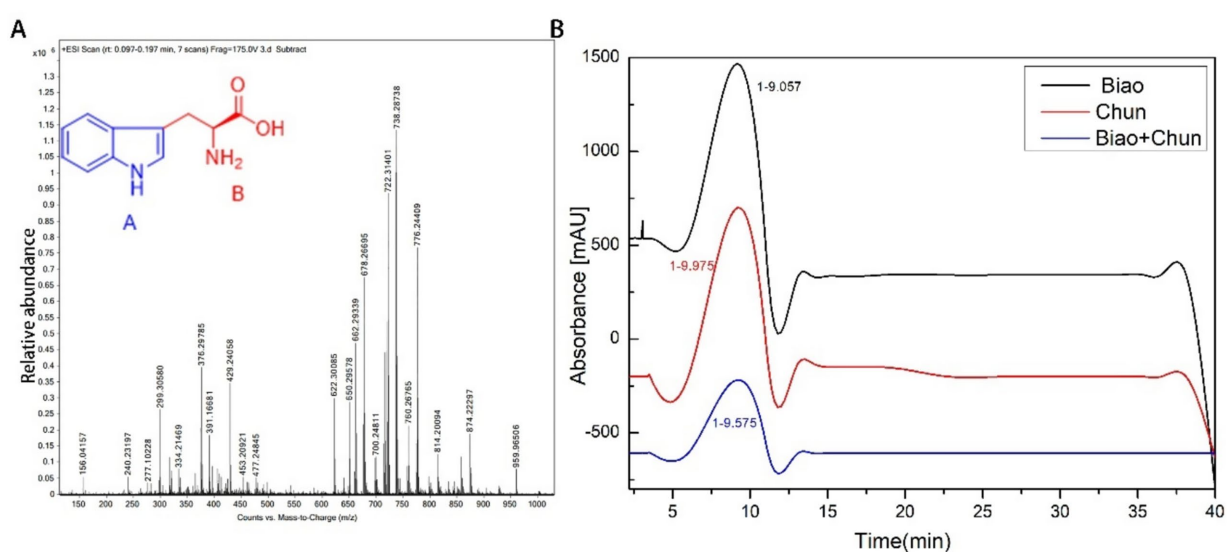 A
+ESI Scan (rt: 0.097-0.197 min, 7 scans) Frag=175.0V 3.d Subtract
x10 6
1.3
1.25
1.2
1.15
1.1
1.05
1
0.95
0.9
0.85
0.8
0.75
0.7
0.65
0.6
0.55
0.5
0.45
0.4
0.35
0.3
0.25
0.2
0.15
0.1
0.05
0
Relative abundance
O
OH
NH2
N
H
A
B
156.04157
240.23197
277.10228
299.30580
334.21469
376.29785
391.16681
429.24058
453.20921
477.24845
622.30085
650.29578
662.29339
678.26695
700.24811
722.31401
738.28738
760.26765
776.24409
814.20094
874.22297
959.96506
150 200 250 300 350 400 450 500 550 600 650 700 750 800 850 900 950 1000
Counts vs. Mass-to-Charge (m/z)
B
1500
1000
500
0
-500
Absorbance [mAU]
1-9.057
1-9.975
1-9.575
Biao
Chun
Biao+Chun
5 10 15 20 25 30 35 40
Time(min)